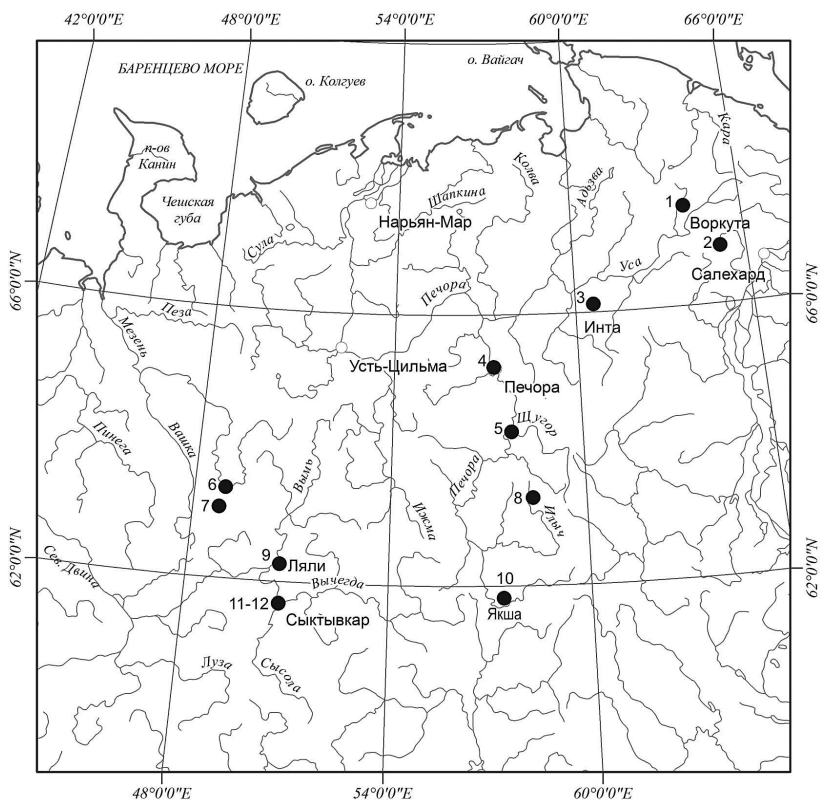 42°0'0"E 48°0'0"E 54°0'0"E 60°0'0"E 66°0'0"E
БАРЕНЦЕВО МОРЕ
о. Вайгач
о. Колгуев
Кара
п-ов
Канин
Колва
Адзьва
Шапкина
Чешская
губа
1
Нарьян-Мар
Воркута
2
Сула
Уса
Салехард
66°0'0"N
66°0'0"N
Печора
3
Пеза
Инта
Мезень
4
Усть-Цильма
Печора
Щугор
5
Пинега
Вашка
Вымь
Печора
6
7
8
Ижма
Илыч
9
Ляли
62°0'0"N
62°0'0"N
Сев. Двина
Вычегда
10
11-12
Якша
Сыктывкар
Луза
Сысола
48°0'0"E 54°0'0"E 60°0'0"E